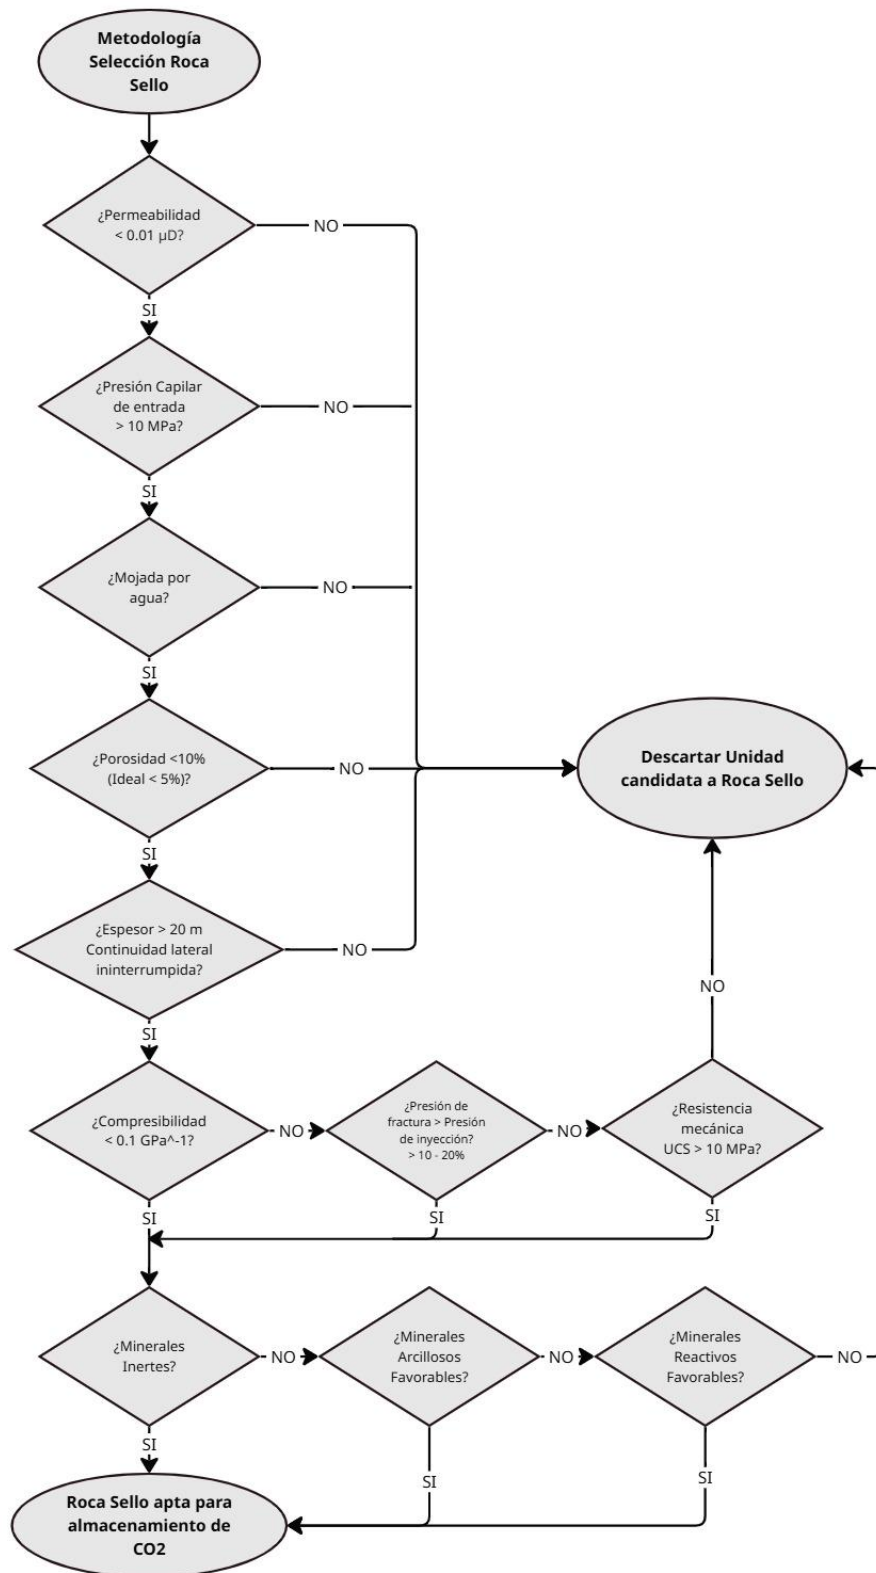 Metodología
Selección Roca
Sello
¿Permeabilidad
< 0.01 µD?
NO
SI
¿Presión Capilar
de entrada
> 10 MPa?
NO
SI
¿Mojada por
agua?
NO
SI
¿Porosidad <10%
(Ideal < 5%)?
NO
Descartar Unidad
candidata a Roca Sello
SI
¿Espesor > 20 m
Continuidad lateral
ininterrumpida?
NO
NO
SI
¿Compresibilidad
< 0.1 GPa^-1?
NO
¿Presión de
fractura > Presión
de inyección?
> 10 - 20%
NO
¿Resistencia
mecánica
UCS > 10 MPa?
SI
SI
SI
¿Minerales
Inertes?
NO
¿Minerales
Arcillosos
Favorables?
NO
¿Minerales
Reactivos
Favorables?
NO
SI
SI
SI
Roca Sello apta para
almacenamiento de
CO2